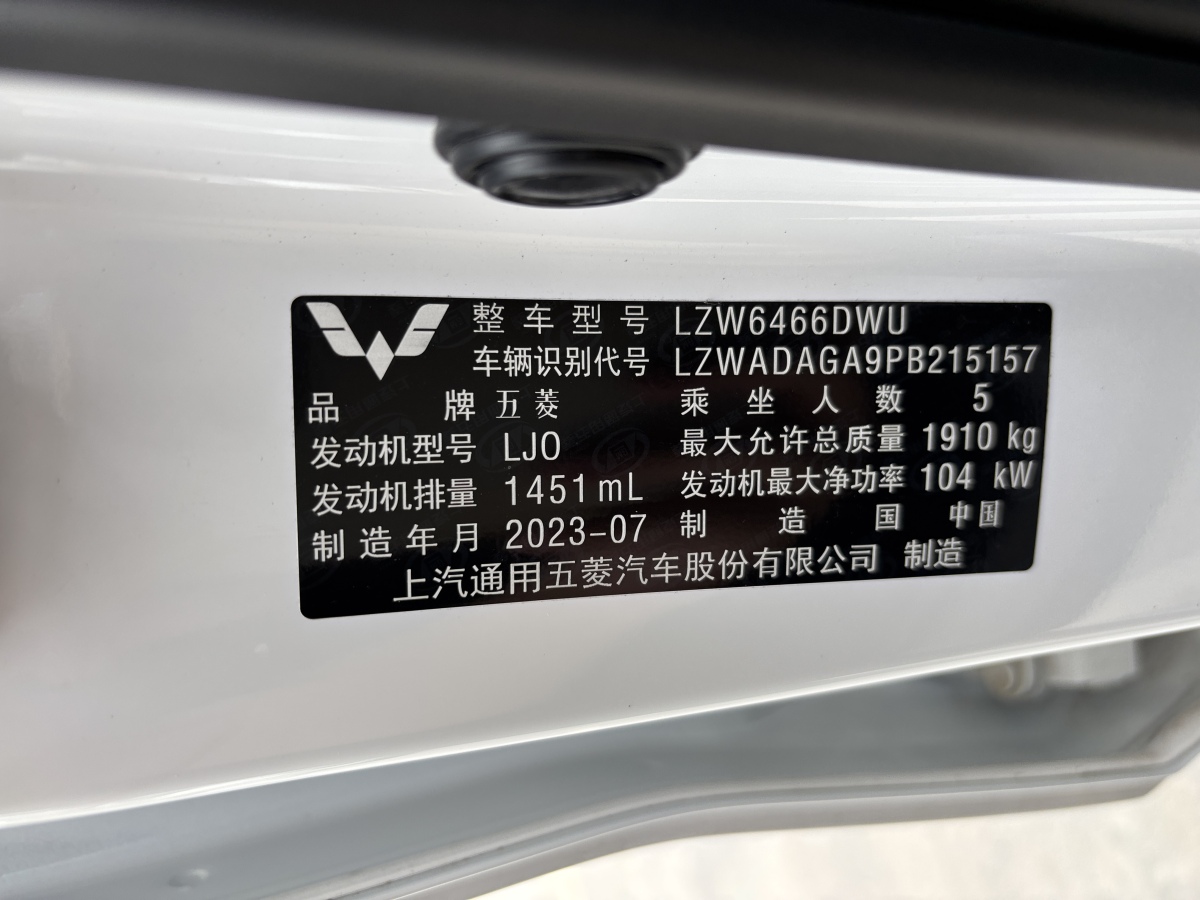 整车型号 LZW6466DWU
车辆识别代号 LZWADAGA9PB215157
品牌 五菱 乘坐人数 5
发动机型号 LJO 最大允许总质量 1910 kg
发动机排量 1451mL 发动机最大净功率 104 kW
制造年月 2023-07 制造国 中国
上汽通用五菱汽车股份有限公司 制造